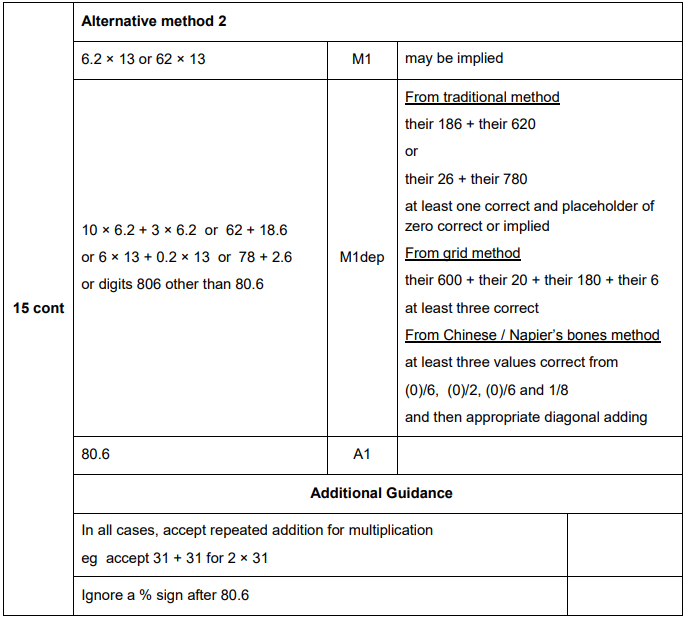 Alternative method 2
6.2 × 13 or 62 × 13
M1
may be implied
15 cont
10 × 6.2 + 3 × 6.2 or 62 + 18.6
or 6 × 13 + 0.2 × 13 or 78 + 2.6
or digits 806 other than 80.6
M1dep
From traditional method
their 186 + their 620
or
their 26 + their 780
at least one correct and placeholder of
zero correct or implied
From grid method
their 600 + their 20 + their 180 + their 6
at least three correct
From Chinese / Napier’s bones method
at least three values correct from
(0)/6, (0)/2, (0)/6 and 1/8
and then appropriate diagonal adding
80.6
A1
Additional Guidance
In all cases, accept repeated addition for multiplication
eg accept 31 + 31 for 2 × 31
Ignore a % sign after 80.6